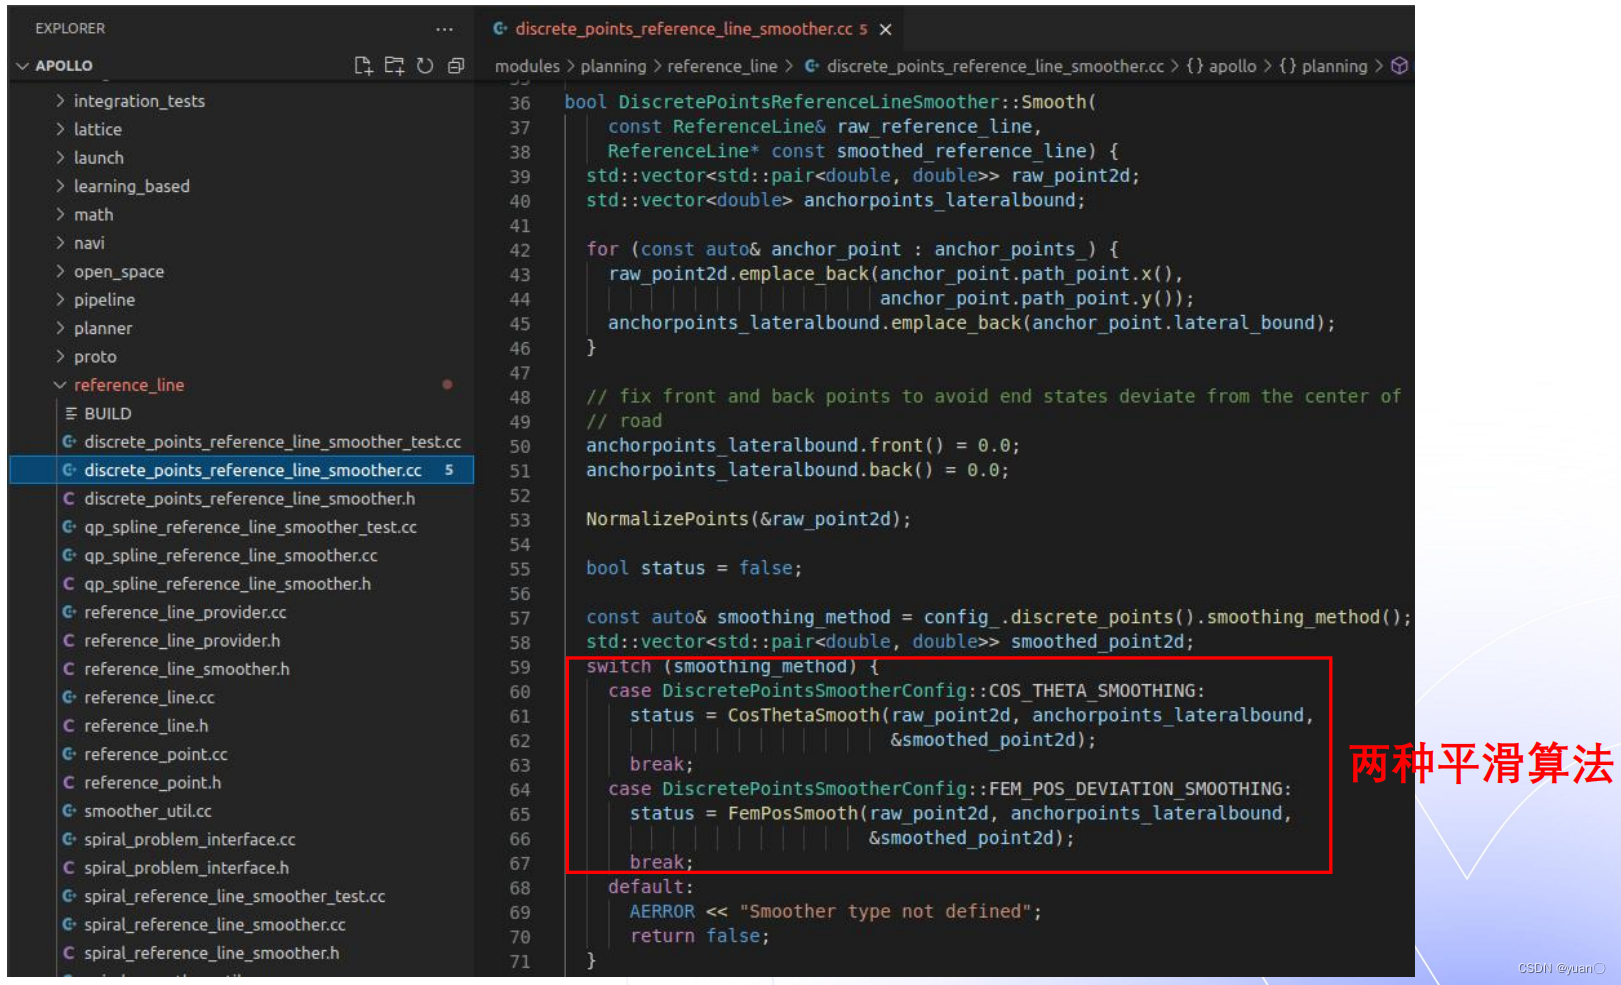 EXPLORER
APOLLO
integration_tests
lattice
launch
learning_based
math
navi
open_space
pipeline
planner
proto
reference_line
BUILD
discrete_points_reference_line_smoother_test.cc
discrete_points_reference_line_smoother.cc 5
discrete_points_reference_line_smoother.h
qp_spline_reference_line_smoother_test.cc
qp_spline_reference_line_smoother.cc
qp_spline_reference_line_smoother.h
reference_line_provider.cc
reference_line_provider.h
reference_line_smoother.h
reference_line.cc
reference_line.h
reference_point.cc
reference_point.h
smoother_util.cc
spiral_problem_interface.cc
spiral_problem_interface.h
spiral_reference_line_smoother_test.cc
spiral_reference_line_smoother.cc
spiral_reference_line_smoother.h
discrete_points_reference_line_smoother.cc 5
modules > planning > reference_line > discrete_points_reference_line_smoother.cc > {} apollo > {} planning >
36 bool DiscretePointsReferenceLineSmoother::Smooth(
37 const ReferenceLine& raw_reference_line,
38 ReferenceLine* const smoothed_reference_line) {
39 std::vector<std::pair<double, double>> raw_point2d;
40 std::vector<double> anchorpoints_lateralbound;
41
42 for (const auto& anchor_point : anchor_points_) {
43 raw_point2d.emplace_back(anchor_point.path_point.x(),
44 anchor_point.path_point.y());
45 anchorpoints_lateralbound.emplace_back(anchor_point.lateral_bound);
46 }
47
48 // fix front and back points to avoid end states deviate from the center of
49 // road
50 anchorpoints_lateralbound.front() = 0.0;
51 anchorpoints_lateralbound.back() = 0.0;
52
53 NormalizePoints(&raw_point2d);
54
55 bool status = false;
56
57 const auto& smoothing_method = config_.discrete_points().smoothing_method();
58 std::vector<std::pair<double, double>> smoothed_point2d;
59 switch (smoothing_method) {
60 case DiscretePointsSmootherConfig::COS_THETA_SMOOTHING:
61 status = CosThetaSmooth(raw_point2d, anchorpoints_lateralbound,
62 &smoothed_point2d);
63 break;
64 case DiscretePointsSmootherConfig::FEM_POS_DEVIATION_SMOOTHING:
65 status = FemPosSmooth(raw_point2d, anchorpoints_lateralbound,
66 &smoothed_point2d);
67 break;
68 default:
69 AERROR << "Smoother type not defined";
70 return false;
71 }
两种平滑算法
CSDN @yuan〇